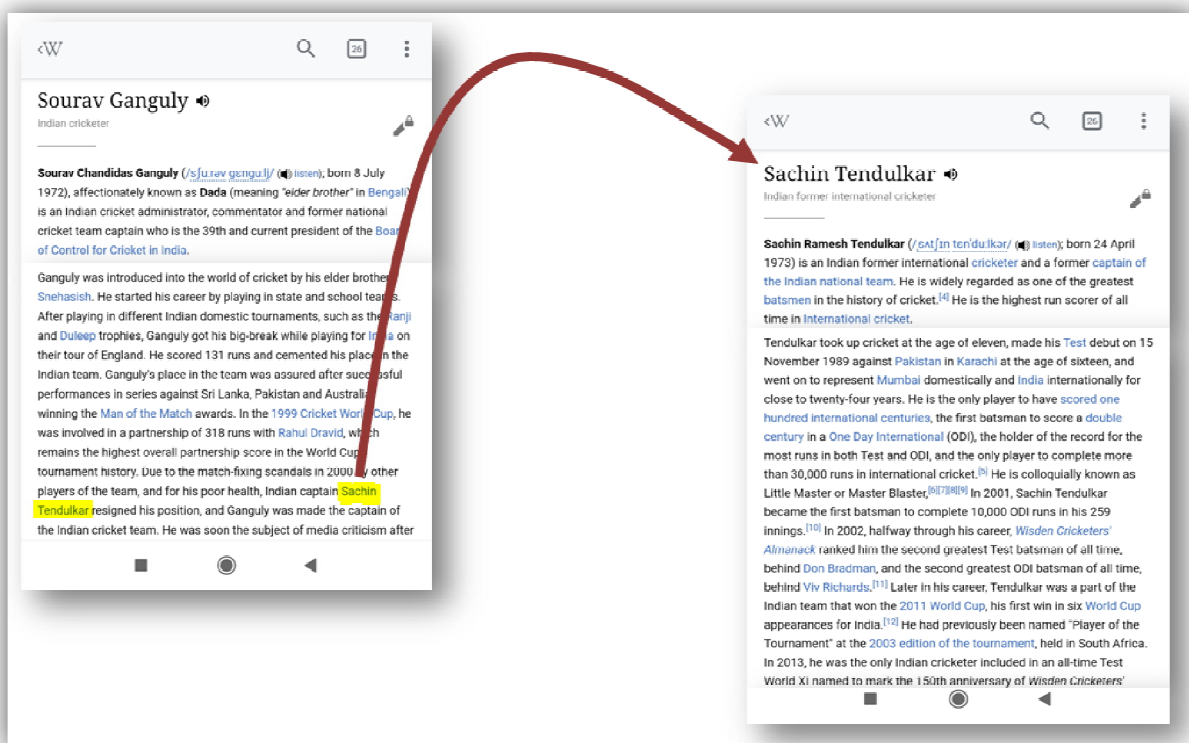 ‹W
26
Sourav Ganguly
Indian cricketer
Sourav Chandidas Ganguly (/sʃuːrəv ɡɛnɡuːlj/ (listen); born 8 July
1972), affectionately known as Dada (meaning "elder brother" in Bengali)
is an Indian cricket administrator, commentator and former national
cricket team captain who is the 39th and current president of the Board
of Control for Cricket in India.
Ganguly was introduced into the world of cricket by his elder brother
Snehasish. He started his career by playing in state and school teams.
After playing in different Indian domestic tournaments, such as the Ranji
and Duleep trophies, Ganguly got his big-break while playing for India on
their tour of England. He scored 131 runs and cemented his place in the
Indian team. Ganguly's place in the team was assured after successful
performances in series against Sri Lanka, Pakistan and Australia,
winning the Man of the Match awards. In the 1999 Cricket World Cup, he
was involved in a partnership of 318 runs with Rahul Dravid, which
remains the highest overall partnership score in the World Cup
tournament history. Due to the match-fixing scandals in 2000 by other
players of the team, and for his poor health, Indian captain Sachin
Tendulkar resigned his position, and Ganguly was made the captain of
the Indian cricket team. He was soon the subject of media criticism after
‹W
26
Sachin Tendulkar
Indian former international cricketer
Sachin Ramesh Tendulkar (/ˌsʌtʃɪn tɛnˈduːlkər/ (listen); born 24 April
1973) is an Indian former international cricketer and a former captain of
the Indian national team. He is widely regarded as one of the greatest
batsmen in the history of cricket.[4] He is the highest run scorer of all
time in International cricket.
Tendulkar took up cricket at the age of eleven, made his Test debut on 15
November 1989 against Pakistan in Karachi at the age of sixteen, and
went on to represent Mumbai domestically and India internationally for
close to twenty-four years. He is the only player to have scored one
hundred international centuries, the first batsman to score a double
century in a One Day International (ODI), the holder of the record for the
most runs in both Test and ODI, and the only player to complete more
than 30,000 runs in international cricket.[5] He is colloquially known as
Little Master or Master Blaster,[6][7][8][9] In 2001, Sachin Tendulkar
became the first batsman to complete 10,000 ODI runs in his 259
innings.[10] In 2002, halfway through his career, Wisden Cricketers'
Almanack ranked him the second greatest Test batsman of all time,
behind Don Bradman, and the second greatest ODI batsman of all time,
behind Viv Richards.[11] Later in his career, Tendulkar was a part of the
Indian team that won the 2011 World Cup, his first win in six World Cup
appearances for India.[12] He had previously been named "Player of the
Tournament" at the 2003 edition of the tournament, held in South Africa.
In 2013, he was the only Indian cricketer included in an all-time Test
World XI named to mark the 150th anniversary of Wisden Cricketers'